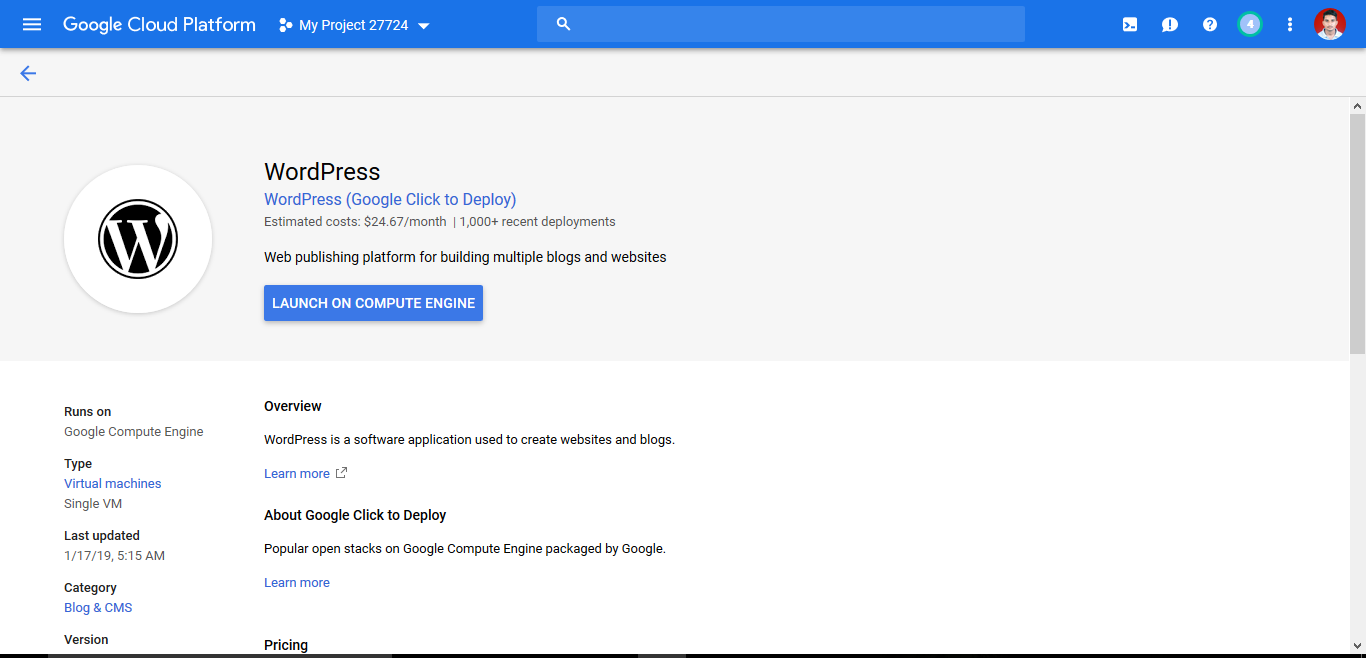 Google Cloud Platform
My Project 27724
4
WordPress
WordPress (Google Click to Deploy)
Estimated costs: $24.67/month | 1,000+ recent deployments
Web publishing platform for building multiple blogs and websites
LAUNCH ON COMPUTE ENGINE
Runs on
Google Compute Engine
Type
Virtual machines
Single VM
Last updated
1/17/19, 5:15 AM
Category
Blog & CMS
Version
Overview
WordPress is a software application used to create websites and blogs.
Learn more
About Google Click to Deploy
Popular open stacks on Google Compute Engine packaged by Google.
Learn more
Pricing